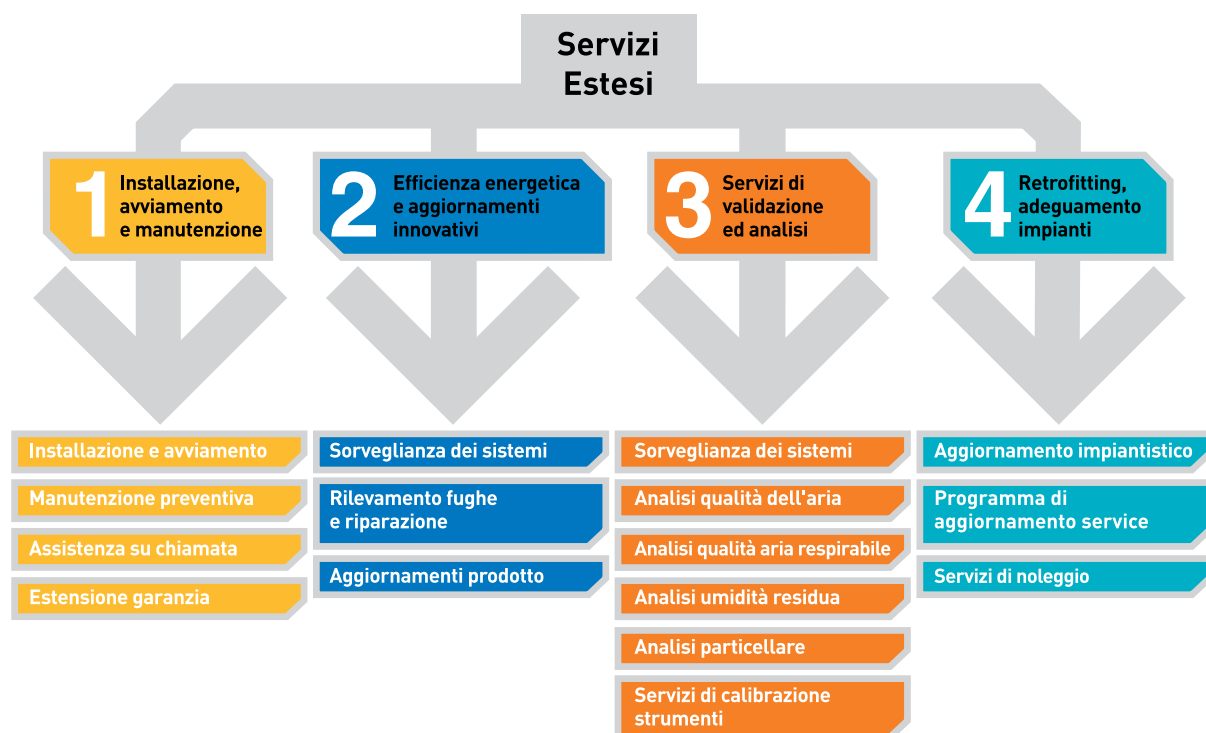 Servizi
Estesi
1
Installazione,
avviamento
e manutenzione
2
Efficienza energetica
e aggiornamenti
innovativi
3
Servizi di
validazione
ed analisi
4
Retrofitting,
adeguamento
impianti
Installazione e avviamento
Manutenzione preventiva
Assistenza su chiamata
Estensione garanzia
Sorveglianza dei sistemi
Rilevamento fughe
e riparazione
Aggiornamenti prodotto
Sorveglianza dei sistemi
Analisi qualità dell'aria
Analisi qualità aria respirabile
Analisi umidità residua
Analisi particellare
Servizi di calibrazione
strumenti
Aggiornamento impiantistico
Programma di
aggiornamento service
Servizi di noleggio